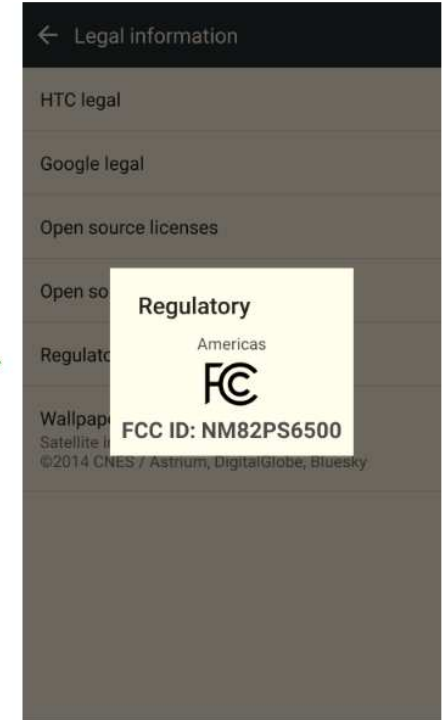 ← Legal information
HTC legal
Google legal
Open source licenses
Open so
Regulatory
Americas
FC
FCC ID: NM82PS6500
Regulato
Wallpap
Satellite i
©2014 CNES / Astrium, DigitalGlobe, Bluesky